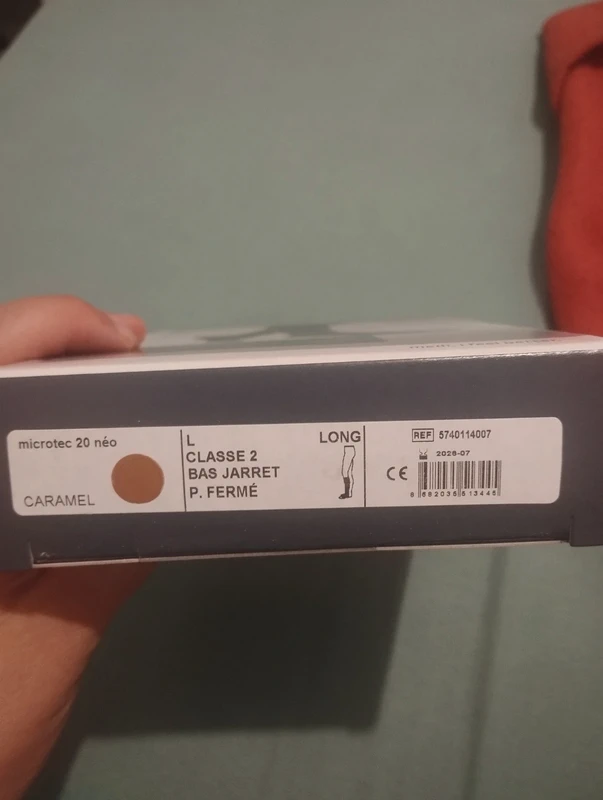 microtec 20 néo
CARAMEL
L
CLASSE 2
BAS JARRET
P. FERMÉ
LONG
REF 5740114007
2026-07
CE